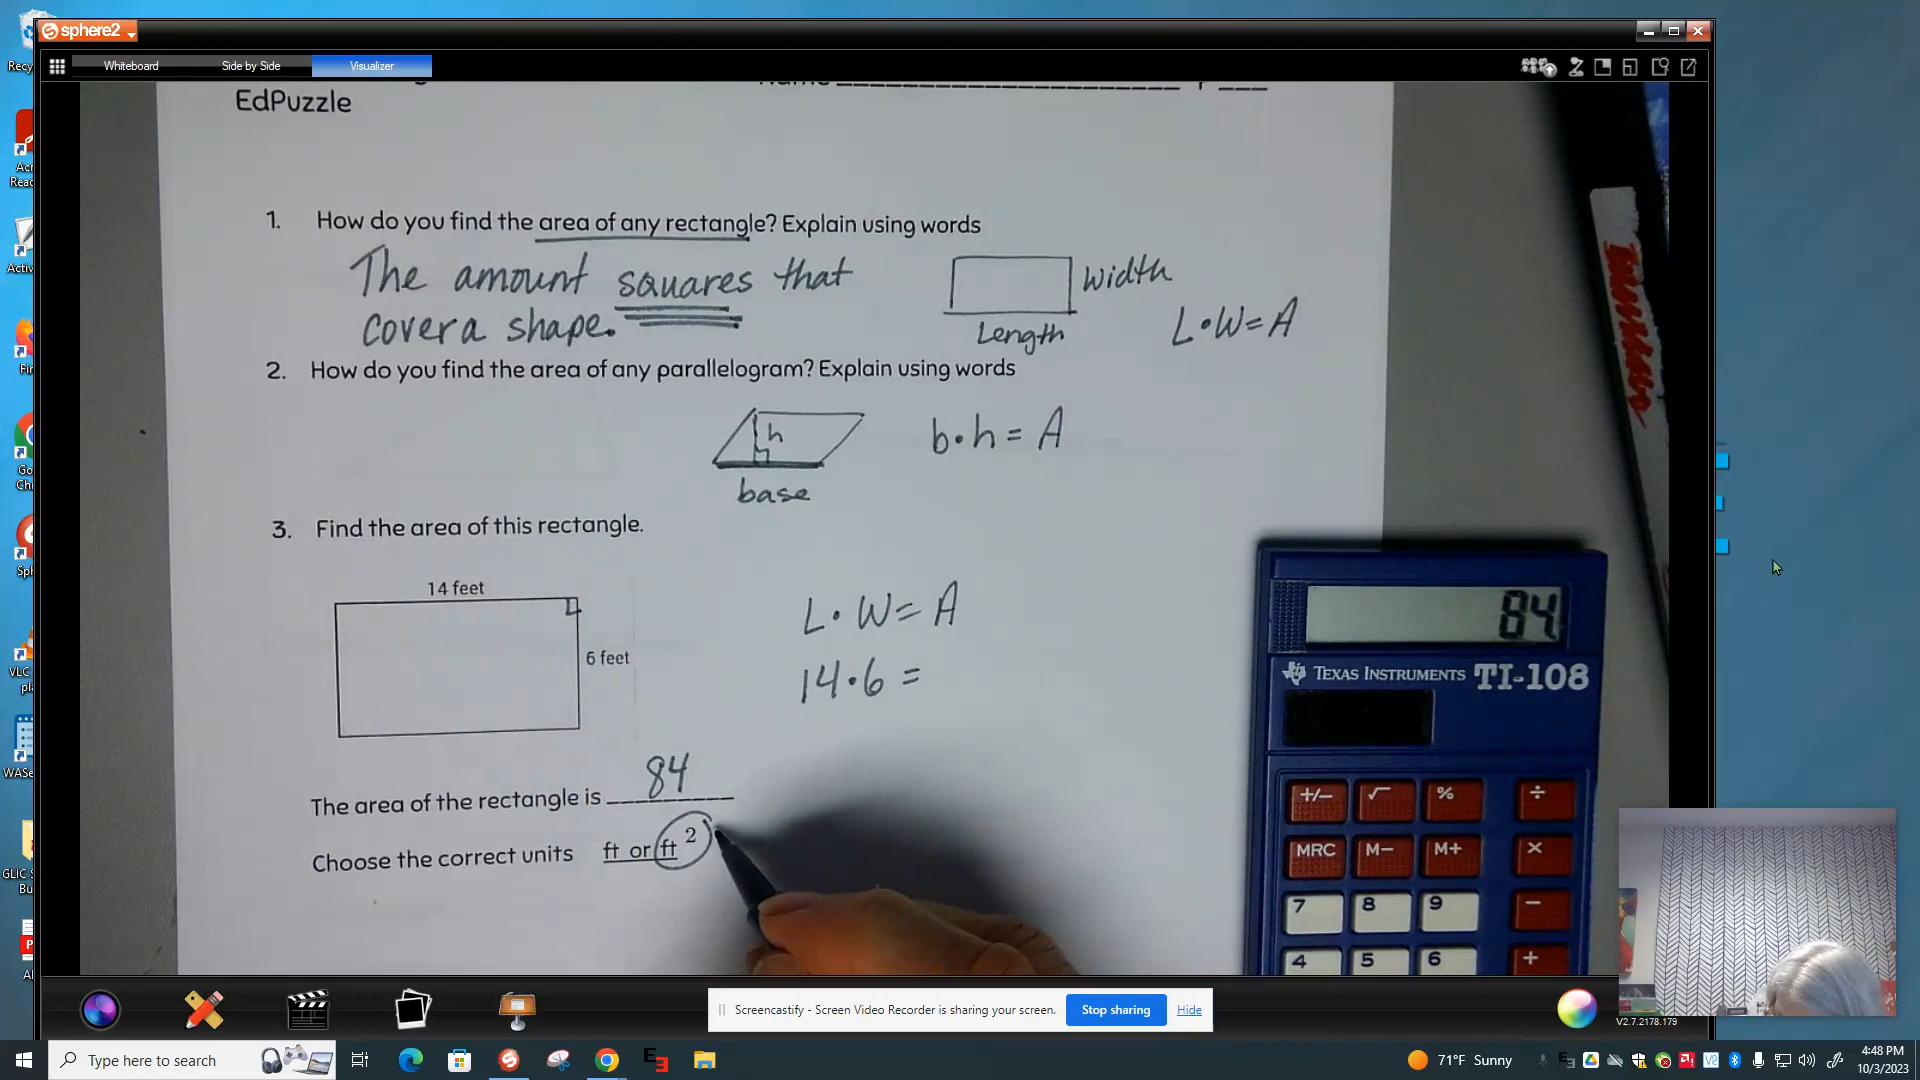 sphere2
Whiteboard Side by Side Visualizer
EdPuzzle
1. How do you find the area of any rectangle? Explain using words
The amount squares that
cover a shape.
width
Length
L•W=A
2. How do you find the area of any parallelogram? Explain using words
h
base
b•h=A
3. Find the area of this rectangle.
14 feet
6 feet
L•W=A
14•6=
The area of the rectangle is 84
Choose the correct units ft or ft 2
84
TEXAS INSTRUMENTS TI-108
+/- √ % ÷
MRC M− M+ ×
7 8 9 −
4 5 6 +
Screencastify - Screen Video Recorder is sharing your screen. Stop sharing Hide
V2.7.2178.179
Type here to search
71°F Sunny
4:48 PM
10/3/2023